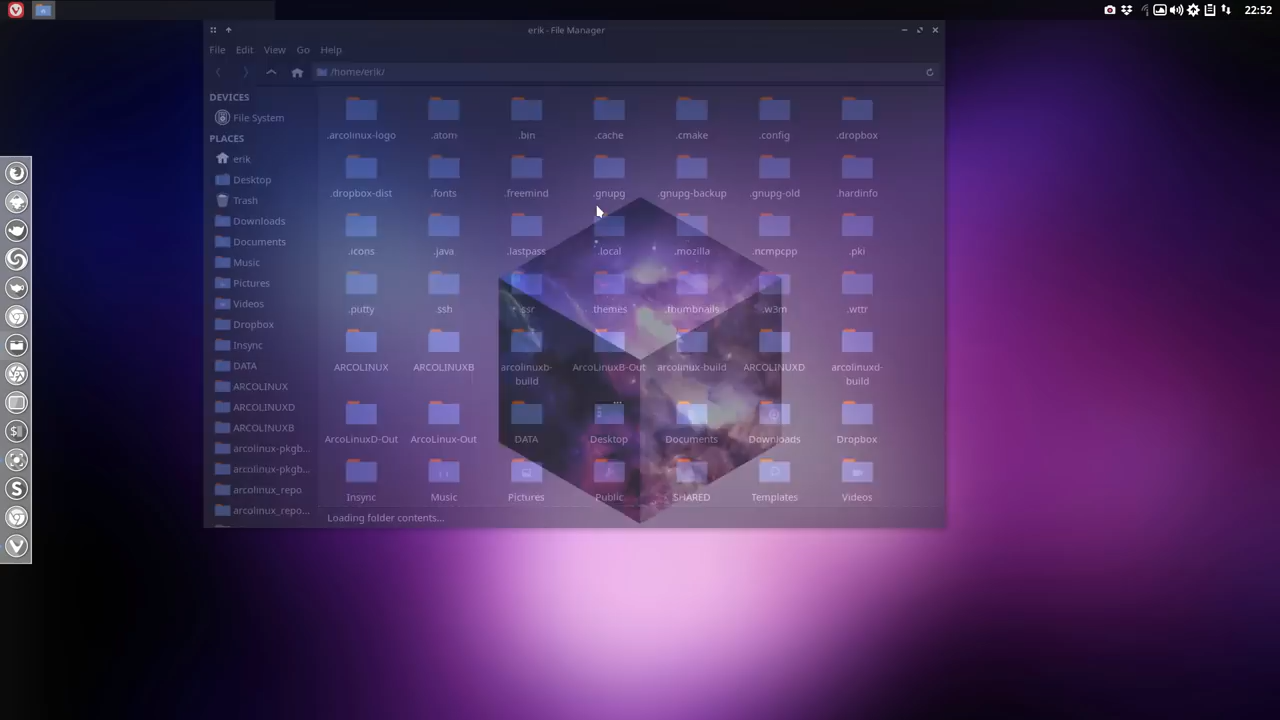 22:52
erik - File Manager
File Edit View Go Help
/home/erik/
DEVICES
File System
PLACES
erik
Desktop
Trash
Downloads
Documents
Music
Pictures
Videos
Dropbox
Insync
DATA
ARCOLINUX
ARCOLINUXD
ARCOLINUXB
arcolinux-pkgb...
arcolinux-pkgb...
arcolinux_repo
arcolinux_repo...
.arcolinux-logo .atom .bin .cache .cmake .config .dropbox
.dropbox-dist .fonts .freemind .gnupg .gnupg-backup .gnupg-old .hardinfo
.icons .java .lastpass .local .mozilla .ncmpcpp .pki
.putty .ssh .ssr .themes .thumbnails .w3m .wttr
ARCOLINUX ARCOLINUXB arcolinuxb-build ArcoLinuxB-Out arcolinux-build ARCOLINUXD arcolinuxd-build
ArcoLinuxD-Out ArcoLinux-Out DATA Desktop Documents Downloads Dropbox
Insync Music Pictures Public SHARED Templates Videos
Loading folder contents...